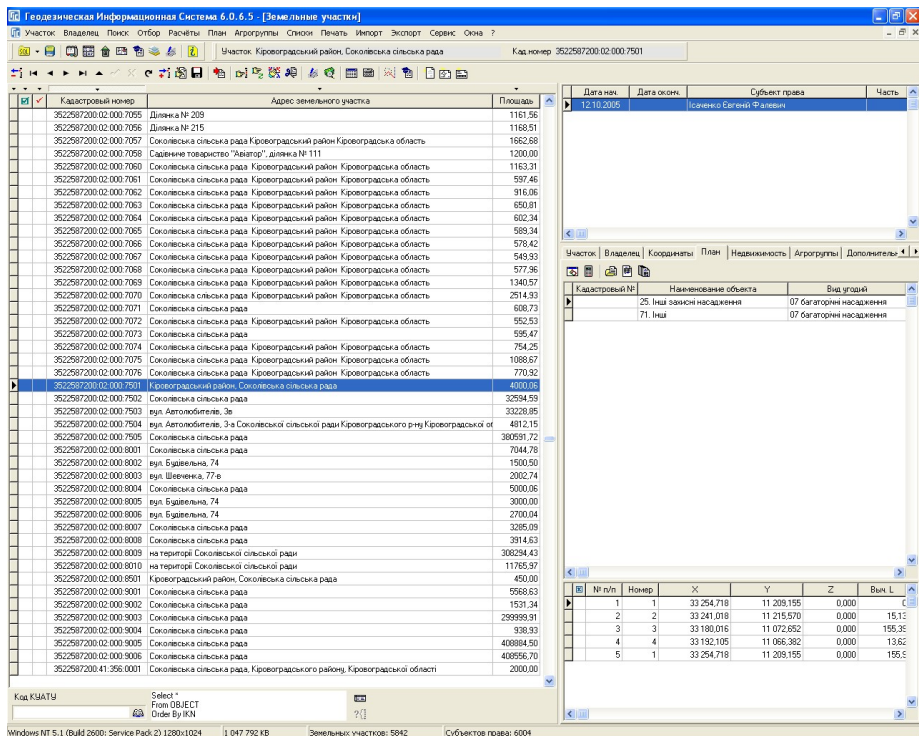 Геодезическая Информационная Система 6.0.6.5 - [Земельные участки]
Участок Владелец Поиск Отбор Расчёты План Агрогруппы Списки Печать Импорт Экспорт Сервис Окна ?
Участок Кіровоградський район, Соколівська сільська рада Кад.номер 3522587200:02:000:7501
Кадастровый номер Адрес земельного участка Площадь
3522587200:02:000:7055 Ділянка № 209 1161,56
3522587200:02:000:7056 Ділянка № 215 1168,51
3522587200:02:000:7057 Соколівська сільська рада Кіровоградський район Кіровоградська область 1662,68
3522587200:02:000:7058 Садівниче товариство "Авіатор", ділянка № 111 1200,00
3522587200:02:000:7060 Соколівська сільська рада Кіровоградський район Кіровоградська область 1163,31
3522587200:02:000:7061 Соколівська сільська рада Кіровоградський район Кіровоградська область 597,46
3522587200:02:000:7062 Соколівська сільська рада Кіровоградський район Кіровоградська область 916,06
3522587200:02:000:7063 Соколівська сільська рада Кіровоградський район Кіровоградська область 650,81
3522587200:02:000:7064 Соколівська сільська рада Кіровоградський район Кіровоградська область 602,34
3522587200:02:000:7065 Соколівська сільська рада Кіровоградський район Кіровоградська область 589,34
3522587200:02:000:7066 Соколівська сільська рада Кіровоградський район Кіровоградська область 578,42
3522587200:02:000:7067 Соколівська сільська рада Кіровоградський район Кіровоградська область 549,93
3522587200:02:000:7068 Соколівська сільська рада Кіровоградський район Кіровоградська область 577,96
3522587200:02:000:7069 Соколівська сільська рада Кіровоградський район Кіровоградська область 1340,57
3522587200:02:000:7070 Соколівська сільська рада Кіровоградський район Кіровоградська область 2514,93
3522587200:02:000:7071 Соколівська сільська рада 608,73
3522587200:02:000:7072 Соколівська сільська рада Кіровоградський район Кіровоградська область 552,53
3522587200:02:000:7073 Соколівська сільська рада 595,47
3522587200:02:000:7074 Соколівська сільська рада Кіровоградський район Кіровоградська область 754,25
3522587200:02:000:7075 Соколівська сільська рада Кіровоградський район Кіровоградська область 1088,67
3522587200:02:000:7076 Соколівська сільська рада Кіровоградський район Кіровоградська область 770,92
3522587200:02:000:7501 Кіровоградський район, Соколівська сільська рада 4000,06
3522587200:02:000:7502 Соколівська сільська рада 32594,59
3522587200:02:000:7503 вул. Автолюбителів, 3в 33228,85
3522587200:02:000:7504 вул. Автолюбителів, 3-а Соколівської сільської ради Кіровоградського р-ну Кіровоградської об 4812,15
3522587200:02:000:7505 Соколівська сільська рада 380591,72
3522587200:02:000:8001 Соколівська сільська рада 7044,78
3522587200:02:000:8002 вул. Будівельна, 74 1500,50
3522587200:02:000:8003 вул. Шевченка, 77-в 2002,74
3522587200:02:000:8004 Соколівська сільська рада 5000,06
3522587200:02:000:8005 вул. Будівельна, 74 3000,00
3522587200:02:000:8006 вул. Будівельна, 74 2700,04
3522587200:02:000:8007 Соколівська сільська рада 3285,09
3522587200:02:000:8008 Соколівська сільська рада 3914,63
3522587200:02:000:8009 на території Соколівської сільської ради 308294,43
3522587200:02:000:8010 на території Соколівської сільської ради 11765,97
3522587200:02:000:8501 Кіровоградський район, Соколівська сільська рада 450,00
3522587200:02:000:9001 Соколівська сільська рада 5568,63
3522587200:02:000:9002 Соколівська сільська рада 1531,34
3522587200:02:000:9003 Соколівська сільська рада 299999,91
3522587200:02:000:9004 Соколівська сільська рада 938,93
3522587200:02:000:9005 Соколівська сільська рада 408884,50
3522587200:02:000:9006 Соколівська сільська рада 408556,70
3522587200:41:356:0001 Соколівська сільська рада, Кіровоградського району, Кіровоградської області 2000,00
Дата нач. Дата оконч. Субъект права Часть
12.10.2005 Ісаченко Євгеній Фалевич
Участок Владелец Координаты План Недвижимость Агрогруппы Дополнитель
Кадастровый № Наименование объекта Вид угодий
25. Інші захисні насадження 07 багаторічні насадження
71. Інші 07 багаторічні насадження
№ п/п Номер X Y Z Выч. L
1 1 33 254,718 11 209,155 0,000 0
2 2 33 241,018 11 215,570 0,000 15,13
3 3 33 180,016 11 072,652 0,000 155,39
4 4 33 192,105 11 066,382 0,000 13,62
5 1 33 254,718 11 209,155 0,000 155,9
Код КУАТУ
Select *
From OBJECT
Order By IKN
Windows NT 5.1 (Build 2600: Service Pack 2) 1280x1024 1 047 792 KB Земельных участков: 5842 Субъектов права: 6004